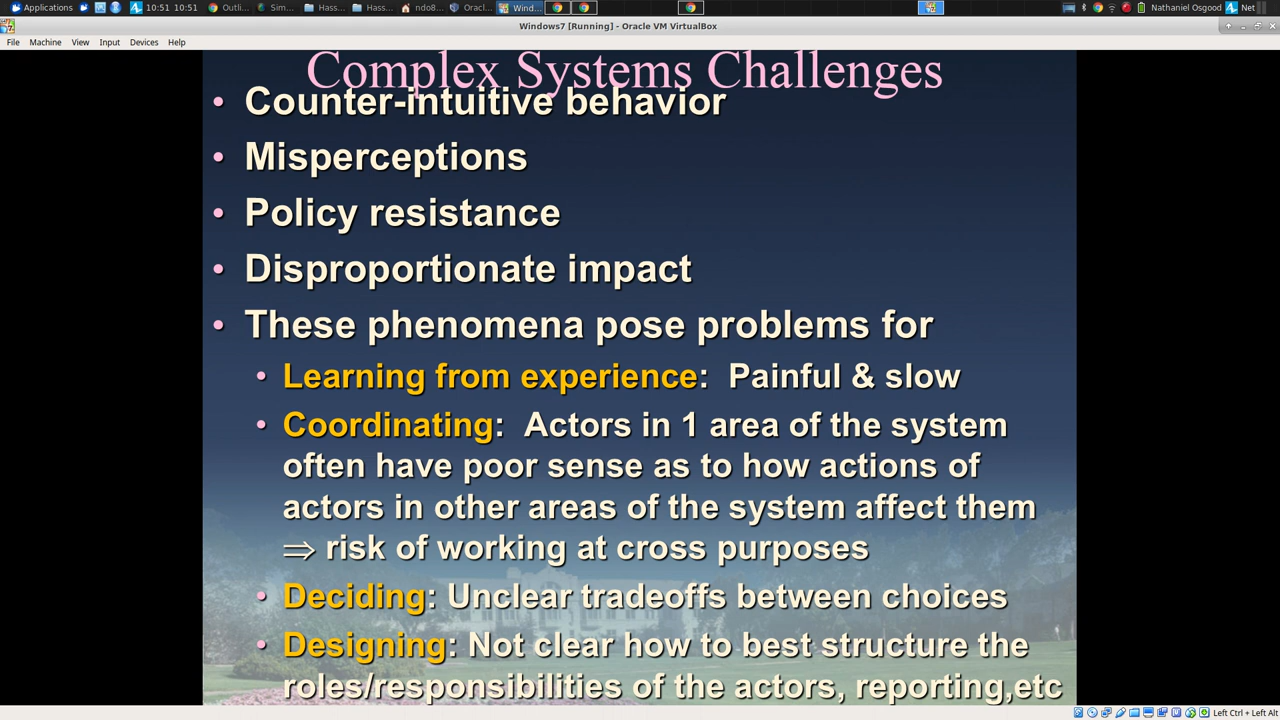 Applications 10:51 10:51 Outli... Sim... Hass... Hass... ndo8... Oracl... Wind... Nathaniel Osgood Net
Windows7 [Running] - Oracle VM VirtualBox
File Machine View Input Devices Help
Complex Systems Challenges
• Counter-intuitive behavior
• Misperceptions
• Policy resistance
• Disproportionate impact
• These phenomena pose problems for
• Learning from experience: Painful & slow
• Coordinating: Actors in 1 area of the system
often have poor sense as to how actions of
actors in other areas of the system affect them
⇒ risk of working at cross purposes
• Deciding: Unclear tradeoffs between choices
• Designing: Not clear how to best structure the
roles/responsibilities of the actors, reporting,etc
Left Ctrl + Left Alt